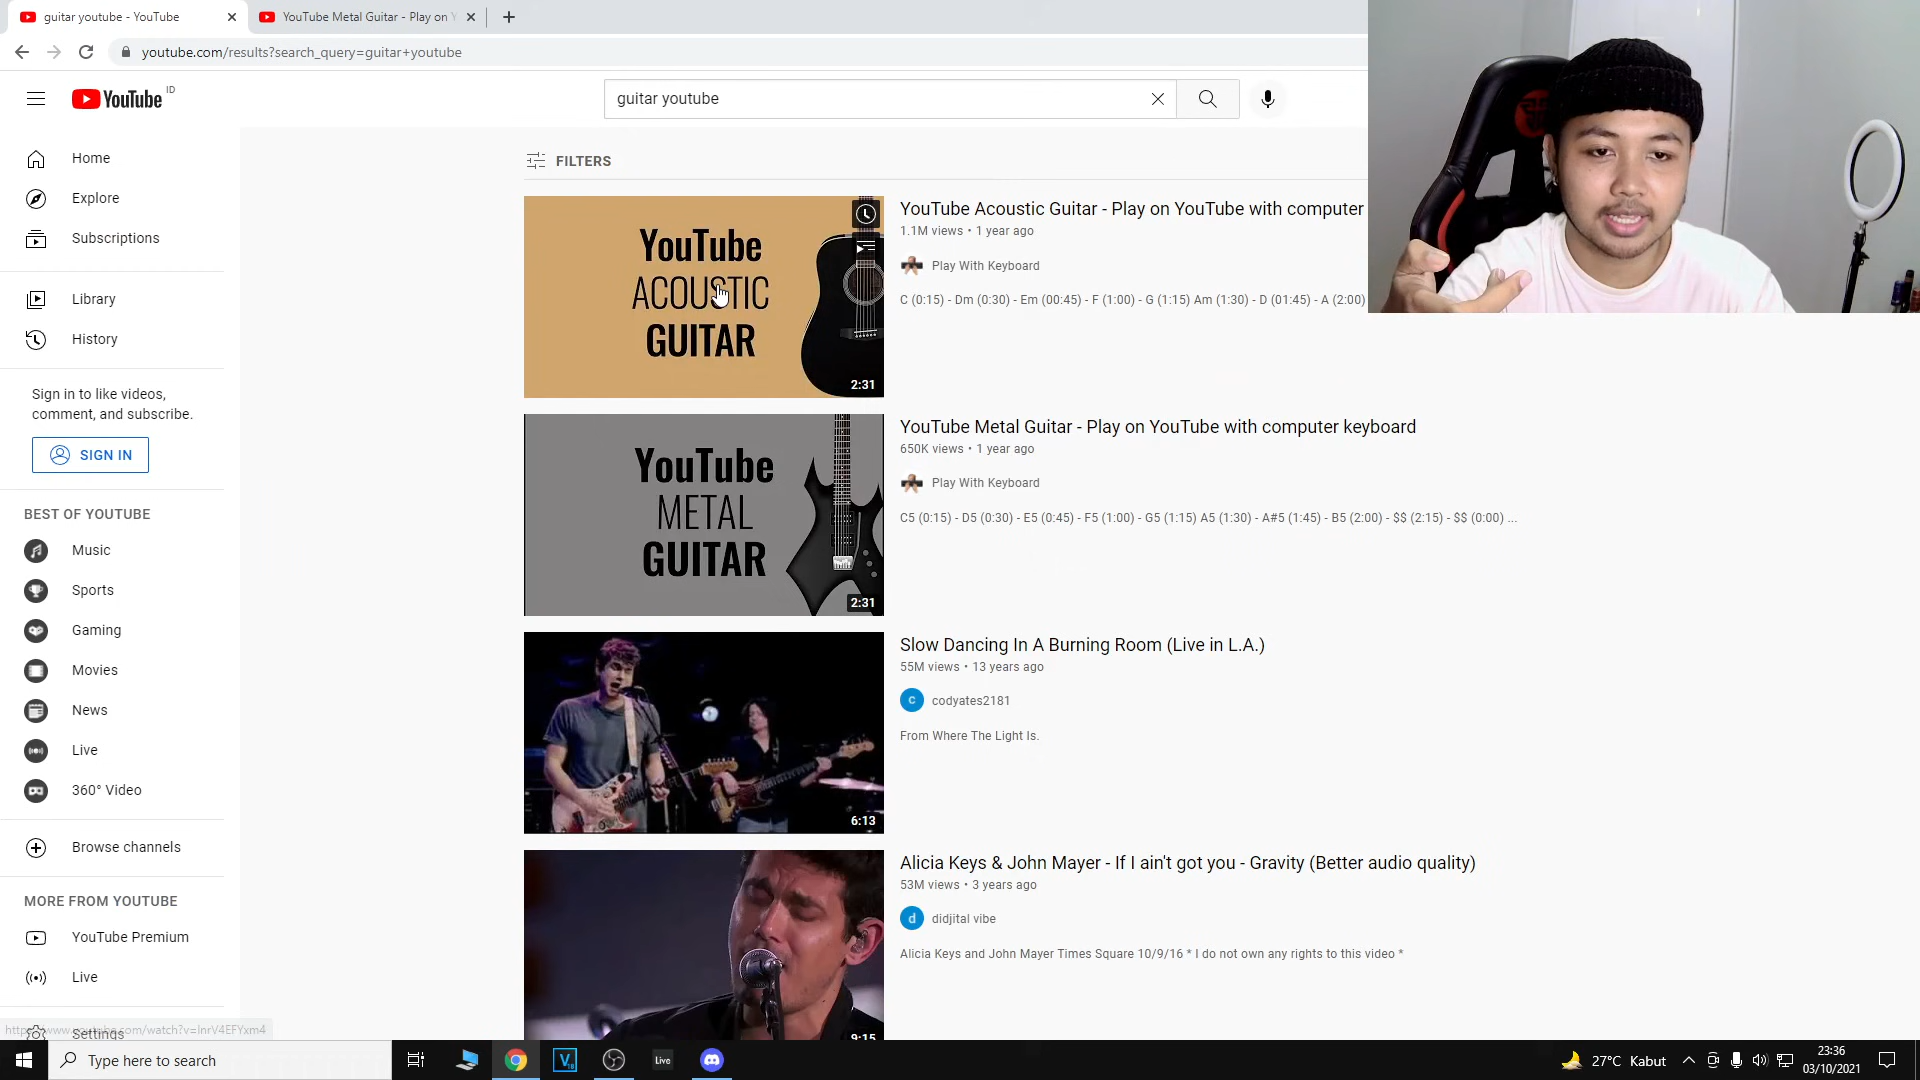 guitar youtube - YouTube
YouTube Metal Guitar - Play on Y
youtube.com/results?search_query=guitar+youtube
YouTube ID
guitar youtube
Home
Explore
Subscriptions
Library
History
Sign in to like videos,
comment, and subscribe.
SIGN IN
BEST OF YOUTUBE
Music
Sports
Gaming
Movies
News
Live
360° Video
Browse channels
MORE FROM YOUTUBE
YouTube Premium
Live
Settings
FILTERS
YouTube
ACOUSTIC
GUITAR
2:31
YouTube Acoustic Guitar - Play on YouTube with computer
1.1M views • 1 year ago
Play With Keyboard
C (0:15) - Dm (0:30) - Em (00:45) - F (1:00) - G (1:15) Am (1:30) - D (01:45) - A (2:00)
YouTube
METAL
GUITAR
2:31
YouTube Metal Guitar - Play on YouTube with computer keyboard
650K views • 1 year ago
Play With Keyboard
C5 (0:15) - D5 (0:30) - E5 (0:45) - F5 (1:00) - G5 (1:15) A5 (1:30) - A#5 (1:45) - B5 (2:00) - $$ (2:15) - $$ (0:00) ...
6:13
Slow Dancing In A Burning Room (Live in L.A.)
55M views • 13 years ago
c codyates2181
From Where The Light Is.
9:15
Alicia Keys & John Mayer - If I ain't got you - Gravity (Better audio quality)
53M views • 3 years ago
d didjital vibe
Alicia Keys and John Mayer Times Square 10/9/16 * I do not own any rights to this video *
Type here to search
V
18
Live
27°C Kabut
23:36
03/10/2021